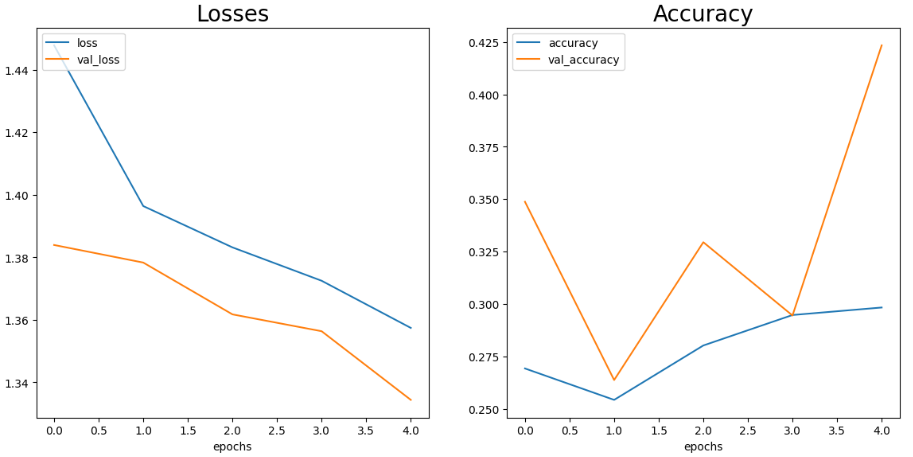 Losses
loss
val_loss
1.44
1.42
1.40
1.38
1.36
1.34
0.0 0.5 1.0 1.5 2.0 2.5 3.0 3.5 4.0
epochs
Accuracy
accuracy
val_accuracy
0.425
0.400
0.375
0.350
0.325
0.300
0.275
0.250
0.0 0.5 1.0 1.5 2.0 2.5 3.0 3.5 4.0
epochs